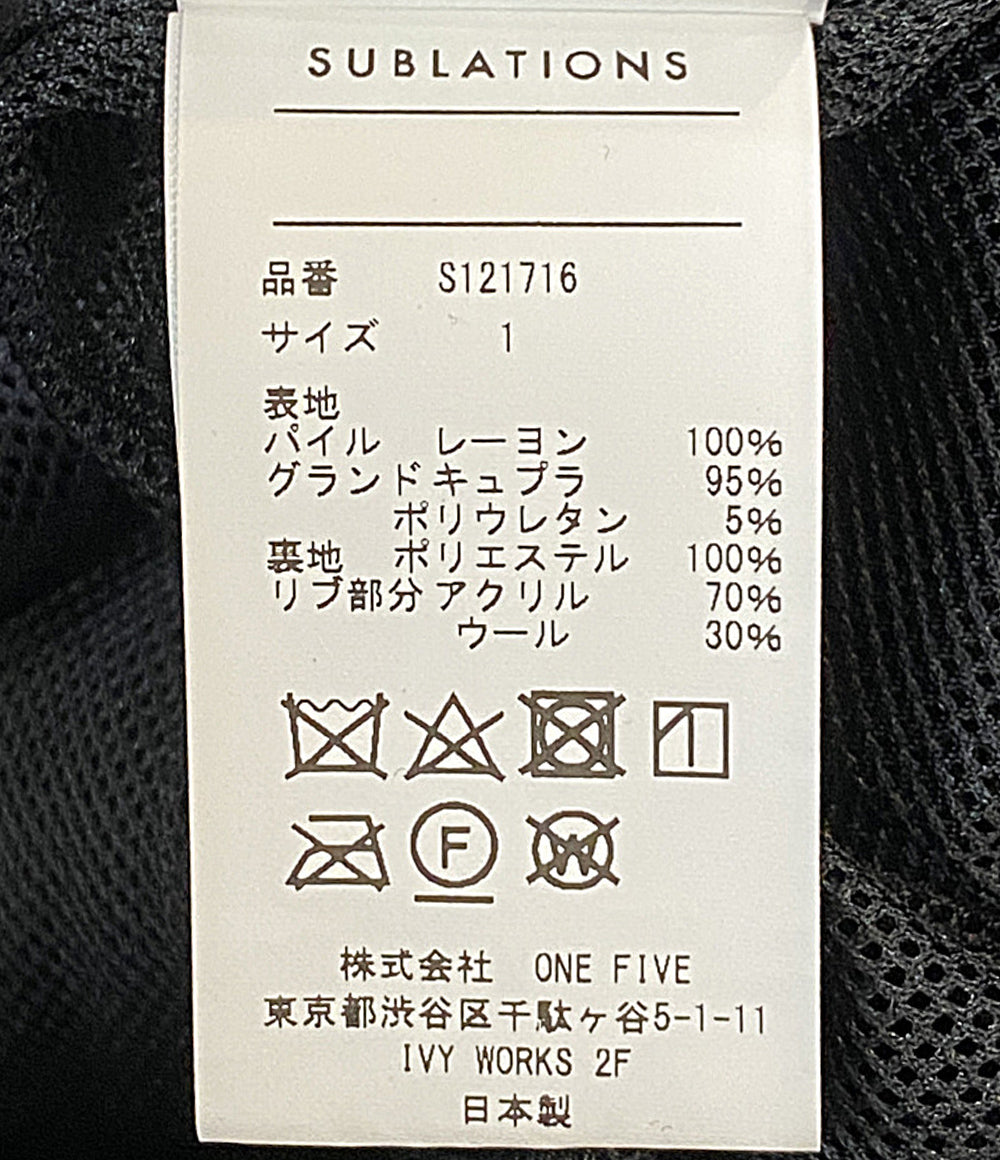 SUBLATIONS
品番 S121716
サイズ 1
表地
パイル レーヨン 100%
グランド キュプラ 95%
ポリウレタン 5%
裏地 ポリエステル 100%
リブ部分 アクリル 70%
ウール 30%
F W
株式会社 ONE FIVE
東京都渋谷区千駄ヶ谷5-1-11
IVY WORKS 2F
日本製